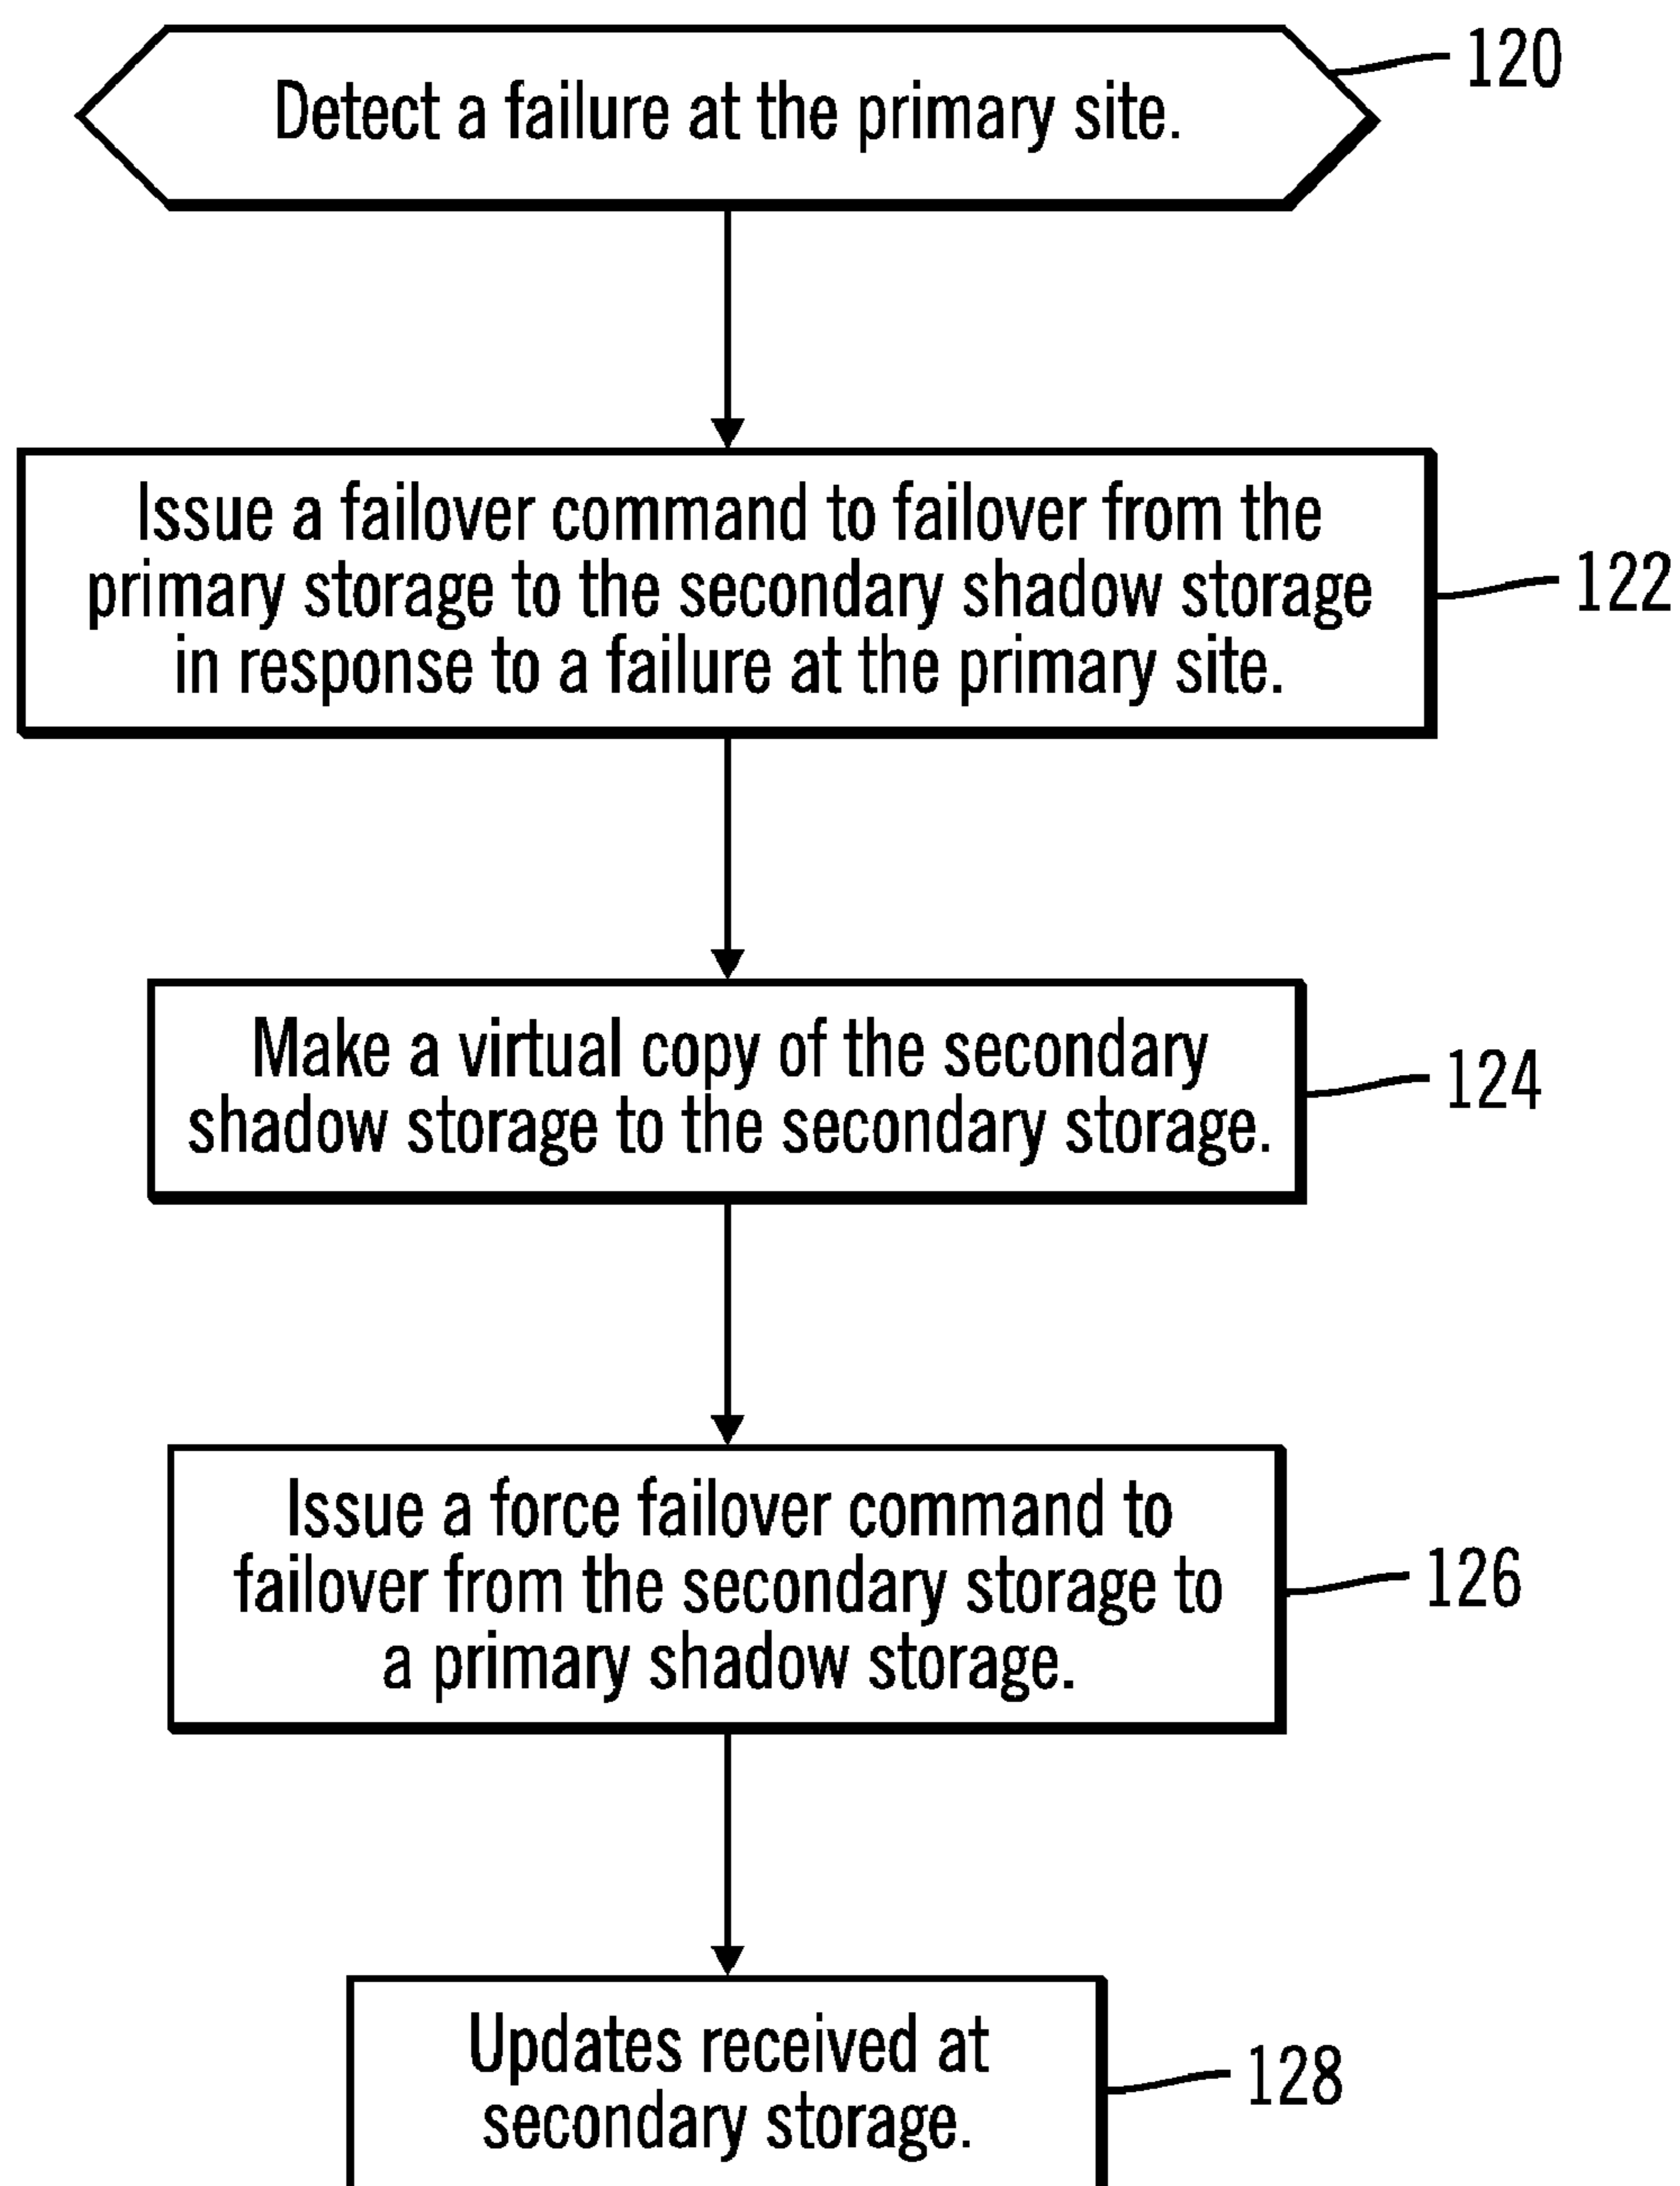 Detect a failure at the primary site.
120
Issue a failover command to failover from the
primary storage to the secondary shadow storage
in response to a failure at the primary site.
122
Make a virtual copy of the secondary
shadow storage to the secondary storage.
124
Issue a force failover command to
failover from the secondary storage to
a primary shadow storage.
126
Updates received at
secondary storage.
128